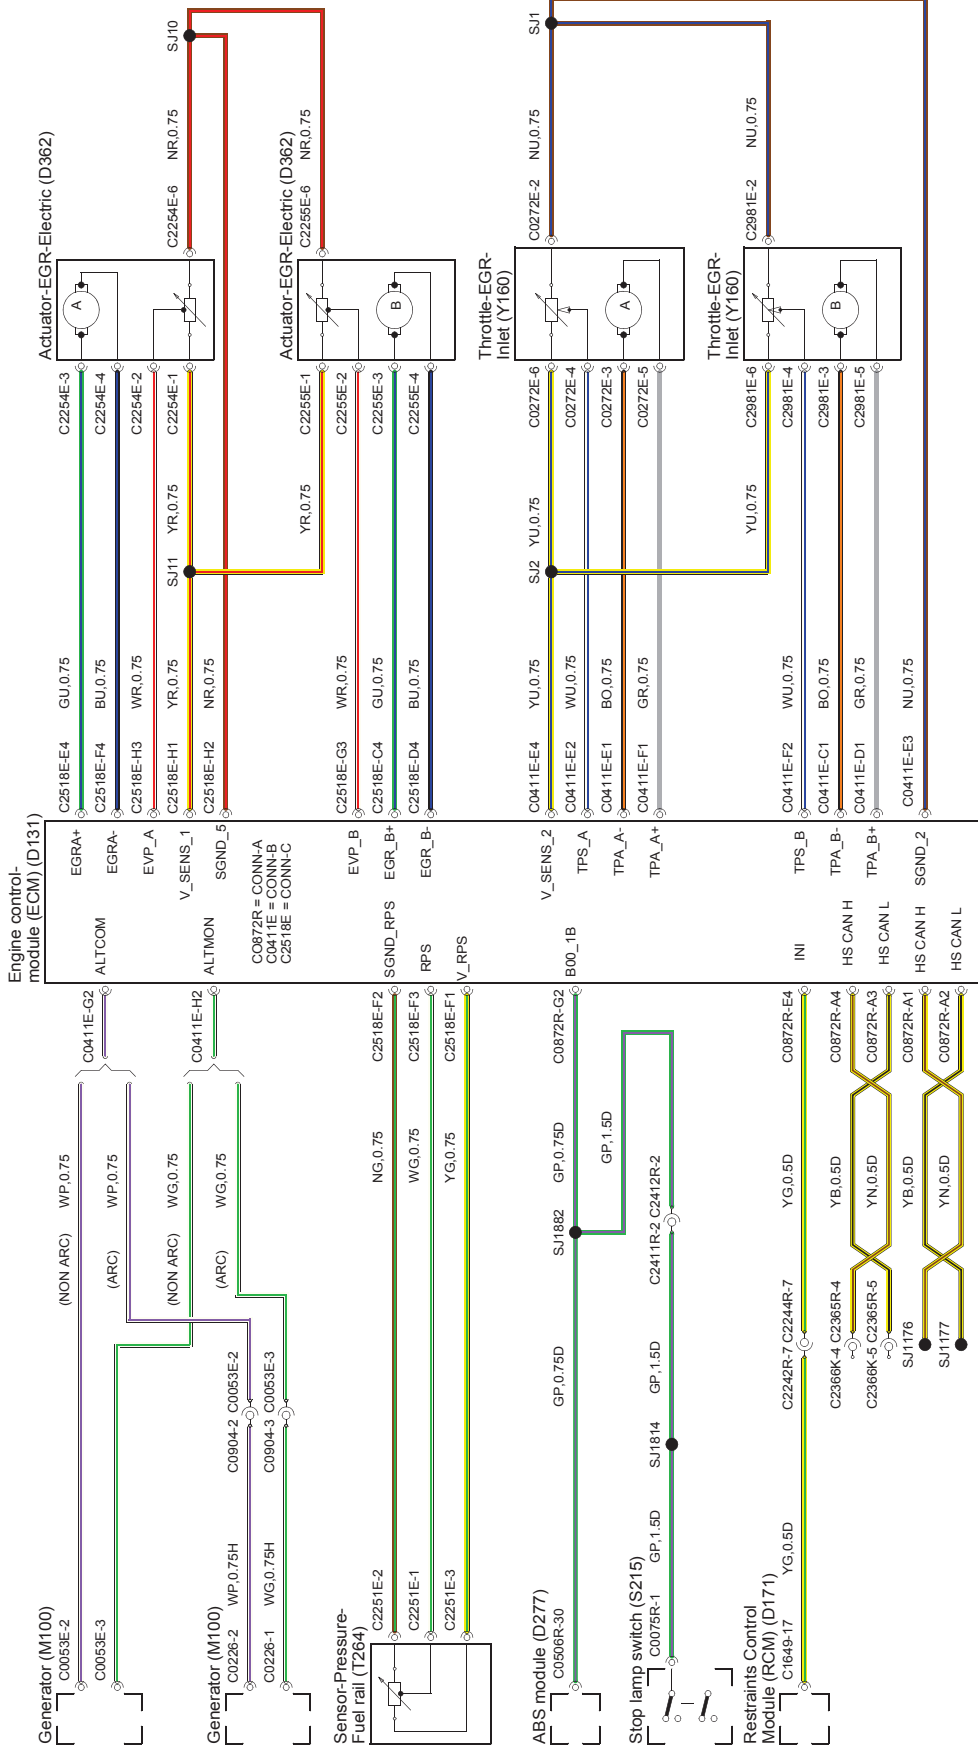 Actuator-EGR-Electric (D362)
C2254E-3
C2254E-4
C2254E-2
C2254E-1
C2254E-6
NR,0.75
SJ10
A
GU,0.75
BU,0.75
WR,0.75
YR,0.75
YR,0.75
NR,0.75
SJ11
C2518E-E4
C2518E-F4
C2518E-H3
C2518E-H1
C2518E-H2
Actuator-EGR-Electric (D362)
C2255E-1
C2255E-2
C2255E-3
C2255E-4
C2255E-6
NR,0.75
B
YR,0.75
WR,0.75
GU,0.75
BU,0.75
C2518E-G3
C2518E-C4
C2518E-D4
Throttle-EGR-
Inlet (Y160)
C0272E-6
C0272E-4
C0272E-3
C0272E-5
C0272E-2
NU,0.75
SJ1
A
YU,0.75
SJ2
YU,0.75
WU,0.75
BO,0.75
GR,0.75
C0411E-E4
C0411E-E2
C0411E-E1
C0411E-F1
Throttle-EGR-
Inlet (Y160)
C2981E-6
C2981E-4
C2981E-3
C2981E-5
C2981E-2
NU,0.75
B
YU,0.75
WU,0.75
BO,0.75
GR,0.75
NU,0.75
C0411E-F2
C0411E-C1
C0411E-D1
C0411E-E3
Engine control-
module (ECM) (D131)
EGRA+
EGRA-
EVP_A
V_SENS_1
SGND_5
EVP_B
EGR_B+
EGR_B-
V_SENS_2
TPS_A
TPA_A-
TPA_A+
TPS_B
TPA_B-
TPA_B+
SGND_2
ALTCOM
ALTMON
CO872R = CONN-A
C0411E = CONN-B
C2518E = CONN-C
SGND_RPS
RPS
V_RPS
B00_1B
INI
HS CAN H
HS CAN L
HS CAN H
HS CAN L
C0411E-G2
C0411E-H2
C2518E-F2
C2518E-F3
C2518E-F1
C0872R-G2
C0872R-E4
C0872R-A4
C0872R-A3
C0872R-A1
C0872R-A2
(NON ARC) WP,0.75
(ARC) WP,0.75
(NON ARC) WG,0.75
(ARC) WG,0.75
Generator (M100)
C0053E-2
C0053E-3
Generator (M100)
C0226-2 WP,0.75H C0904-2 C0053E-2
C0226-1 WG,0.75H C0904-3 C0053E-3
Sensor-Pressure-
Fuel rail (T264)
C2251E-2
C2251E-1
C2251E-3
NG,0.75
WG,0.75
YG,0.75
ABS module (D277)
C0506R-30
GP,0.75D
SJ1882
GP,0.75D
GP,1.5D
Stop lamp switch (S215)
C0075R-1
GP,1.5D
SJ1814
GP,1.5D
C2411R-2 C2412R-2
Restraints Control
Module (RCM) (D171)
C1649-17
YG,0.5D
C2242R-7 C2244R-7
YG,0.5D
C2366K-4 C2365R-4
YB,0.5D
C2366K-5 C2365R-5
YN,0.5D
SJ1176
YB,0.5D
SJ1177
YN,0.5D